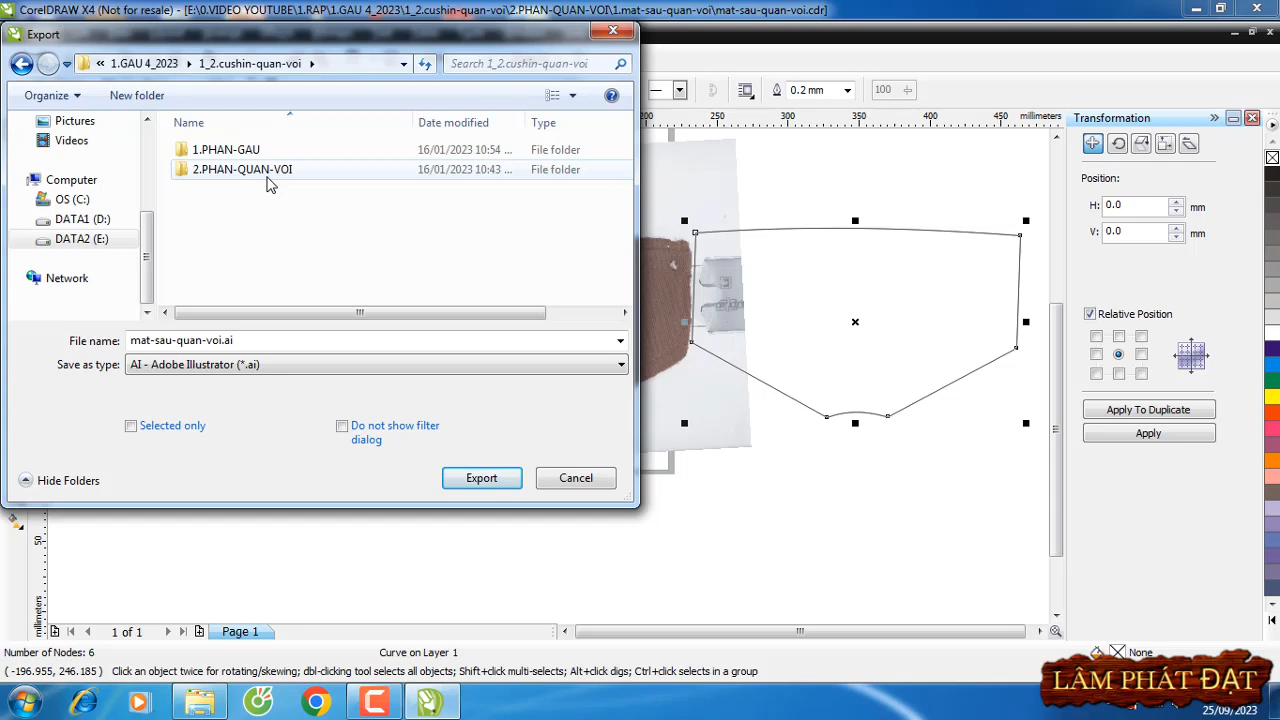 CorelDRAW X4 (Not for resale) - [E:\0.VIDEO YOUTUBE\1.RAP\1.GAU 4_2023\1_2.cushin-quan-voi\2.PHAN-QUAN-VOI\1.mat-sau-quan-voi\mat-sau-quan-voi.cdr]
Export
« 1.GAU 4_2023 1_2.cushin-quan-voi
Search 1_2.cushin-quan-voi
Organize New folder
0.2 mm
100
Name Date modified Type
Pictures
Videos
Computer
OS (C:)
DATA1 (D:)
DATA2 (E:)
Network
1.PHAN-GAU 16/01/2023 10:54 ... File folder
2.PHAN-QUAN-VOI 16/01/2023 10:43 ... File folder
File name: mat-sau-quan-voi.ai
Save as type: AI - Adobe Illustrator (*.ai)
Selected only
Do not show filter
dialog
Hide Folders
Export Cancel
200 250 300 350 400 450 millimeters
Transformation
Position:
H: 0.0 mm
V: 0.0 mm
Relative Position
Apply To Duplicate
Apply
50
millimeters
1 of 1
Page 1
Number of Nodes: 6
Curve on Layer 1
None
(-196.955, 246.185) Click an object twice for rotating/skewing; dbl-clicking tool selects all objects; Shift+click multi-selects; Alt+click digs; Ctrl+click selects in a group
LÂM PHÁT ĐẠT
25/09/2023